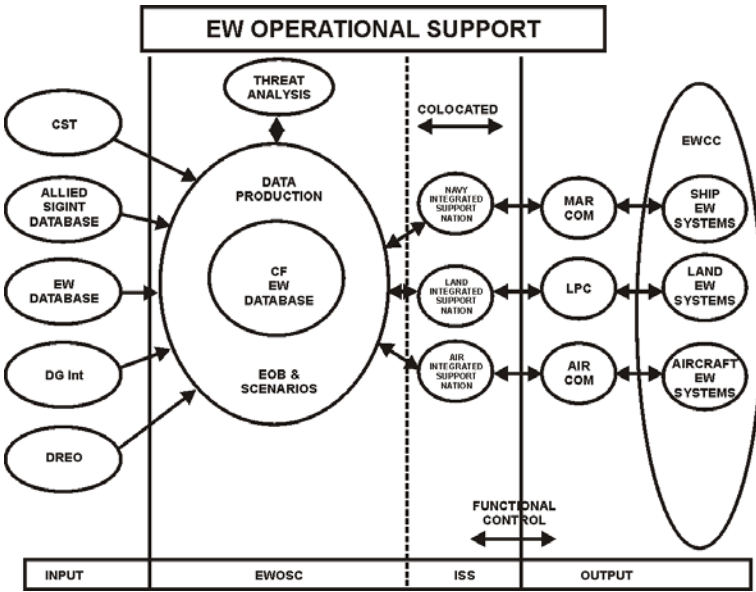 EW OPERATIONAL SUPPORT
THREAT
ANALYSIS
COLOCATED
EWCC
CST
ALLIED
SIGINT
DATABASE
EW
DATABASE
DG Int
DREO
DATA
PRODUCTION
CF
EW
DATABASE
EOB &
SCENARIOS
NAVY
INTEGRATED
SUPPORT
NATION
LAND
INTEGRATED
SUPPORT
NATION
AIR
INTEGRATED
SUPPORT
NATION
MAR
COM
LPC
AIR
COM
SHIP
EW
SYSTEMS
LAND
EW
SYSTEMS
AIRCRAFT
EW
SYSTEMS
FUNCTIONAL
CONTROL
INPUT
EWOSC
ISS
OUTPUT